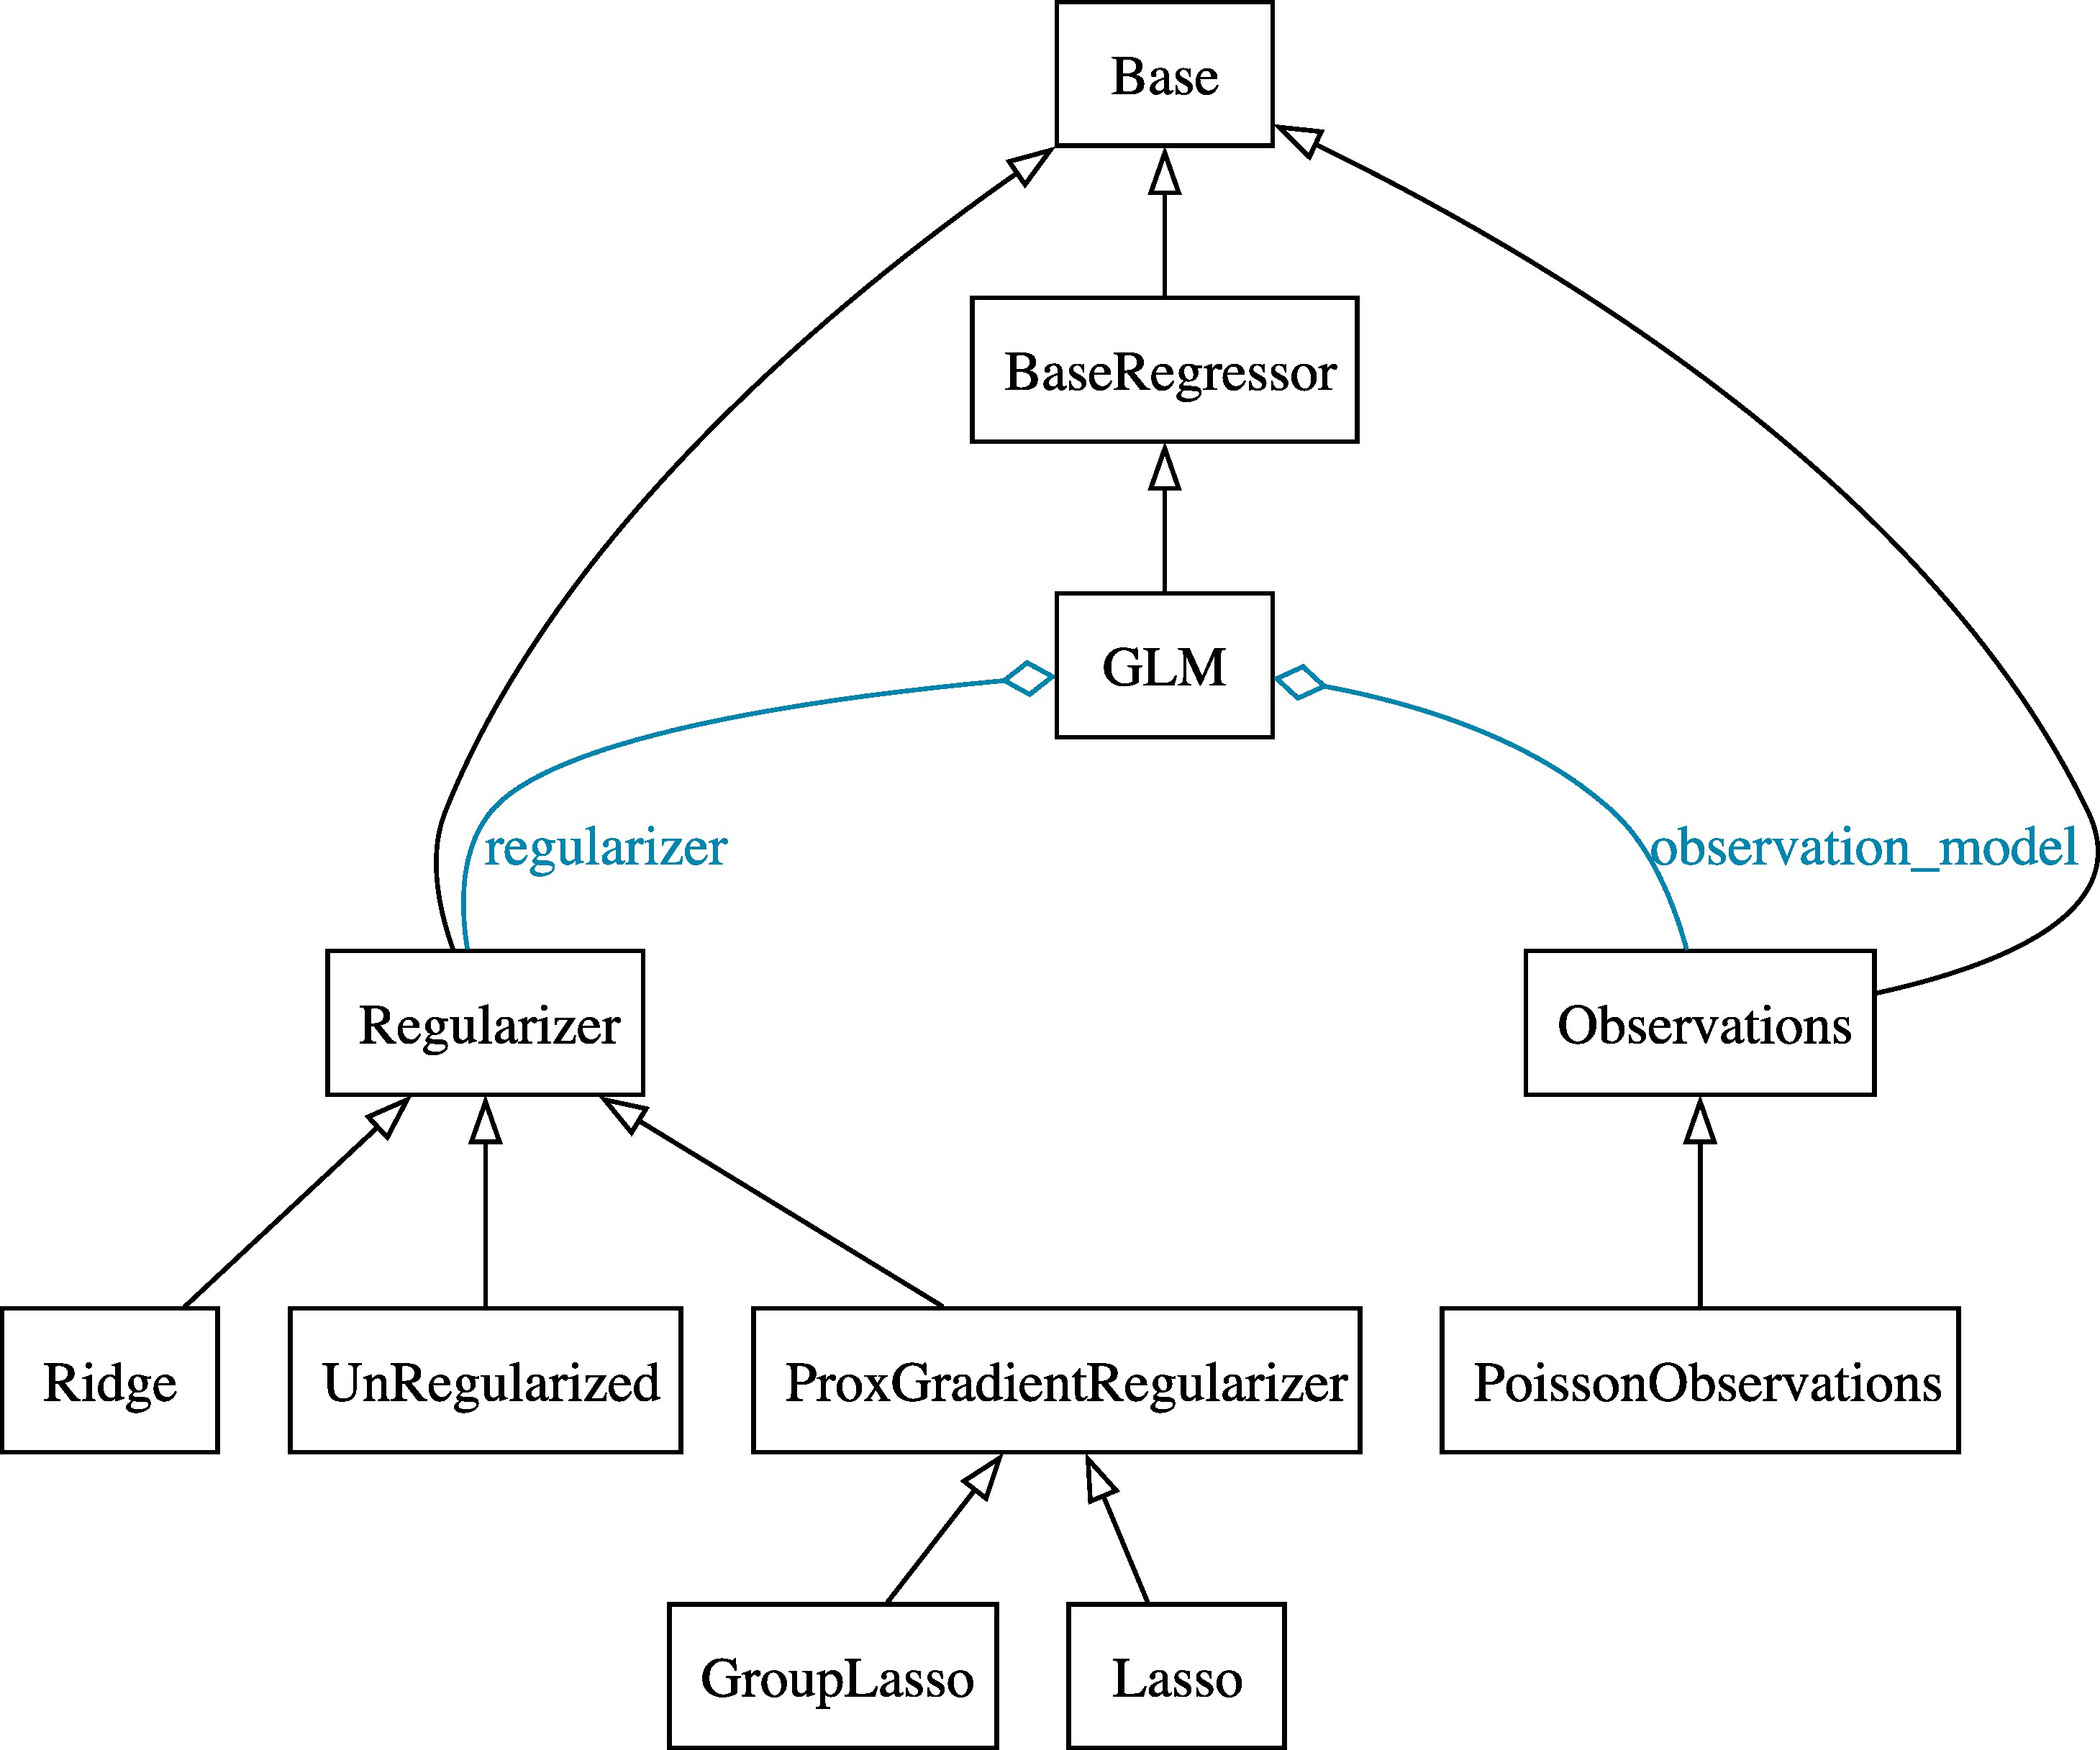 Base
BaseRegressor
GLM
regularizer
observation_model
Regularizer
Observations
Ridge
UnRegularized
ProxGradientRegularizer
PoissonObservations
GroupLasso
Lasso